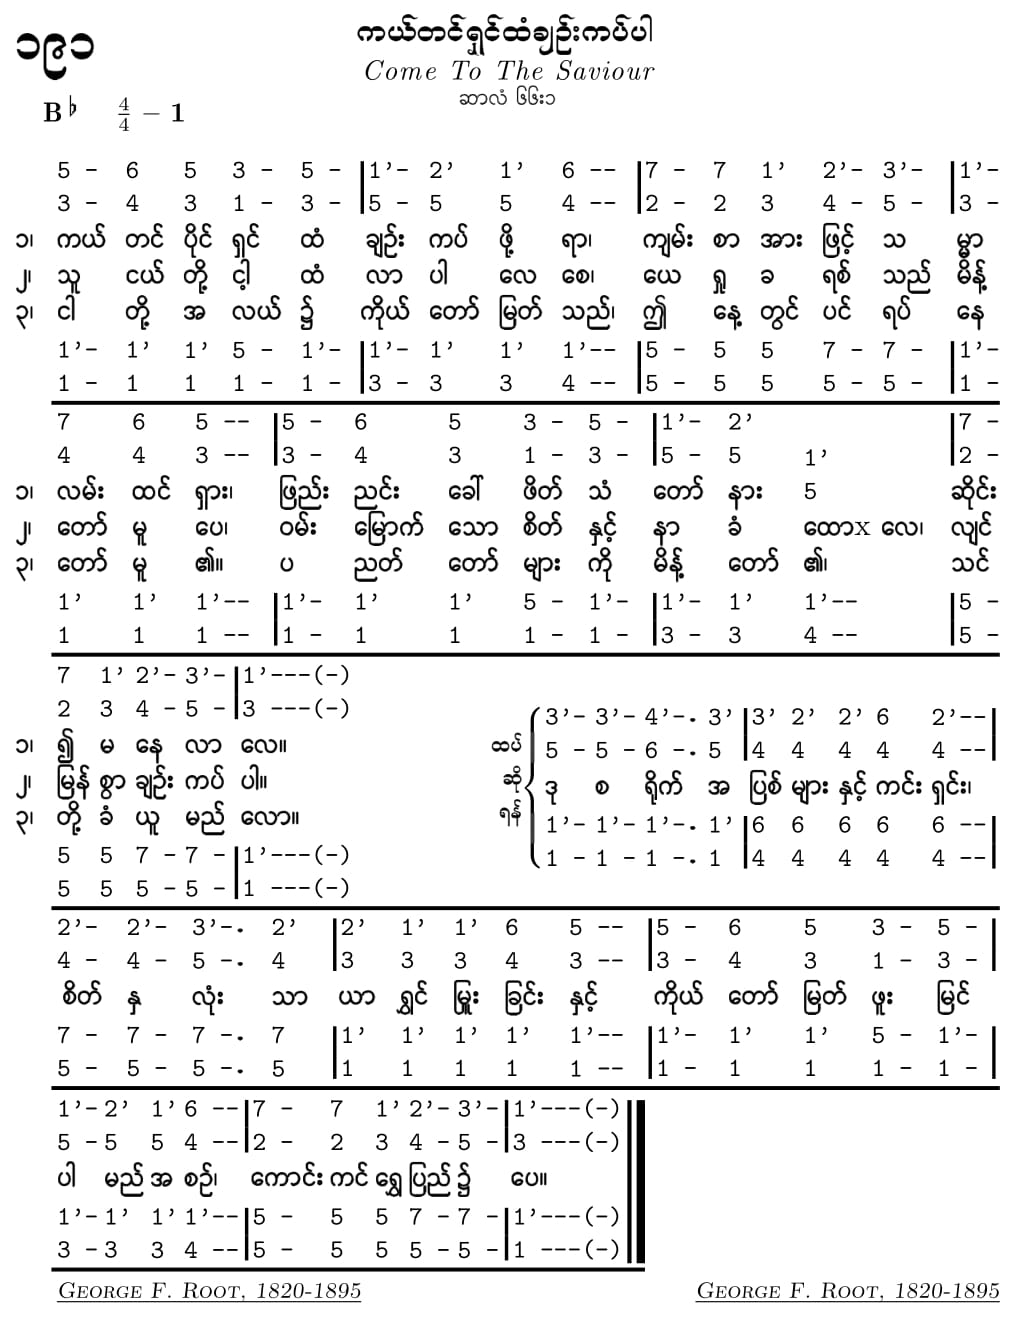 ၁၉၁
ကယ်တင်ရှင်ထံချဉ်းကပ်ပါ
Come To The Saviour
ဆာလံ ၆၆း၁
B♭ 4/4 – 1
5 - 6 5 3 - 5 - |1’- 2’ 1’ 6 -- |7 - 7 1’ 2’- 3’- |1’-
3 - 4 3 1 - 3 - |5 - 5 5 4 -- |2 - 2 3 4 - 5 - |3 -
၁၊ ကယ် တင် ပိုင် ရှင် ထံ ချဉ်း ကပ် ဖို့ ရာ၊ ကျမ်း စာ အား ဖြင့် သ မ္မာ
၂၊ သူ ငယ် တို့ ငါ့ ထံ လာ ပါ လေ စေ၊ ယေ ရှု ခ ရစ် သည် မိန့်
၃၊ ငါ တို့ အ လယ် ၌ ကိုယ် တော် မြတ် သည်၊ ဤ နေ့ တွင် ပင် ရပ် နေ
1’- 1’ 1’ 5 - 1’- |1’- 1’ 1’ 1’-- |5 - 5 5 7 - 7 - |1’-
1 - 1 1 1 - 1 - |3 - 3 3 4 -- |5 - 5 5 5 - 5 - |1 -
7 6 5 -- |5 - 6 5 3 - 5 - |1’- 2’ |7 -
4 4 3 -- |3 - 4 3 1 - 3 - |5 - 5 1’ |2 -
၁၊ လမ်း ထင် ရှား၊ ဖြည်း ညင်း ခေါ် ဖိတ် သံ တော် နား 5 ဆိုင်း
၂၊ တော် မူ ပေ၊ ဝမ်း မြောက် သော စိတ် နှင့် နာ ခံ ထောx လေ၊ လျင်
၃၊ တော် မူ ၏။ ပ ညတ် တော် များ ကို မိန့် တော် ၏၊ သင်
1’ 1’ 1’-- |1’- 1’ 1’ 5 - 1’- |1’- 1’ 1’-- |5 -
1 1 1 -- |1 - 1 1 1 - 1 - |3 - 3 4 -- |5 -
7 1’ 2’- 3’- |1’---(-)
2 3 4 - 5 - |3 ---(-)
၁၊ ၍ မ နေ လာ လေ။
၂၊ မြန် စွာ ချဉ်း ကပ် ပါ။
၃၊ တို့ ခံ ယူ မည် လော။
5 5 7 - 7 - |1’---(-)
5 5 5 - 5 - |1 ---(-)
3’- 3’- 4’-. 3’ |3’ 2’ 2’ 6 2’--|
ထပ် 5 - 5 - 6 -. 5 |4 4 4 4 4 --|
ဆို ဒု စ ရိုက် အ ပြစ် များ နှင့် ကင်း ရှင်း၊
ရန် 1’- 1’- 1’-. 1’ |6 6 6 6 6 --|
1 - 1 - 1 -. 1 |4 4 4 4 4 --|
2’- 2’- 3’-. 2’ |2’ 1’ 1’ 6 5 -- |5 - 6 5 3 - 5 - |
4 - 4 - 5 -. 4 |3 3 3 4 3 -- |3 - 4 3 1 - 3 - |
စိတ် နှ လုံး သာ ယာ ရွှင် မြူး ခြင်း နှင့် ကိုယ် တော် မြတ် ဖူး မြင်
7 - 7 - 7 -. 7 |1’ 1’ 1’ 1’ 1’-- |1’- 1’ 1’ 5 - 1’- |
5 - 5 - 5 -. 5 |1 1 1 1 1 -- |1 - 1 1 1 - 1 - |
1’- 2’ 1’ 6 -- |7 - 7 1’ 2’- 3’- |1’---(-)
5 - 5 5 4 -- |2 - 2 3 4 - 5 - |3 ---(-)
ပါ မည် အ စဉ်၊ ကောင်း ကင် ရွှေ ပြည် ၌ ပေ။
1’- 1’ 1’ 1’-- |5 - 5 5 7 - 7 - |1’---(-)
3 - 3 3 4 -- |5 - 5 5 5 - 5 - |1 ---(-)
George F. Root, 1820-1895 George F. Root, 1820-1895